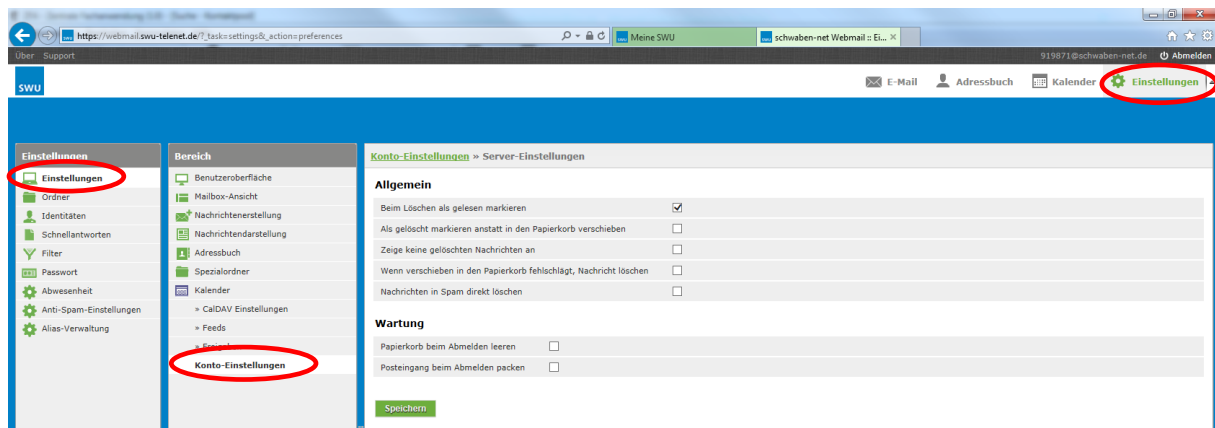 https://webmail.swu-telenet.de/?_task=settings&_action=preferences
Meine SWU
schwaben-net Webmail :: Ei...
Über Support
919871@schwaben-net.de Abmelden
SWU
E-Mail Adressbuch Kalender Einstellungen
Einstellungen
Einstellungen
Ordner
Identitäten
Schnellantworten
Filter
Passwort
Abwesenheit
Anti-Spam-Einstellungen
Alias-Verwaltung
Bereich
Benutzeroberfläche
Mailbox-Ansicht
Nachrichtenerstellung
Nachrichtendarstellung
Adressbuch
Spezialordner
Kalender
» CalDAV Einstellungen
» Feeds
Konto-Einstellungen
Konto-Einstellungen » Server-Einstellungen
Allgemein
Beim Löschen als gelesen markieren
Als gelöscht markieren anstatt in den Papierkorb verschieben
Zeige keine gelöschten Nachrichten an
Wenn verschieben in den Papierkorb fehlschlägt, Nachricht löschen
Nachrichten in Spam direkt löschen
Wartung
Papierkorb beim Abmelden leeren
Posteingang beim Abmelden packen
Speichern